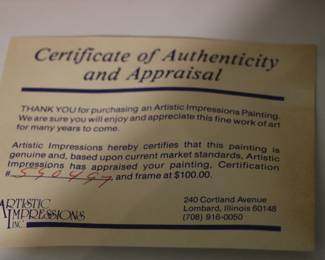 Certificate of Authenticity
and Appraisal
THANK YOU for purchasing an Artistic Impressions Painting.
We are sure you will enjoy and appreciate this fine work of art
for many years to come.
Artistic Impressions hereby certifies that this painting is
genuine and, based upon current market standards, Artistic
Impressions has appraised your painting, Certification
# and frame at $100.00.
ARTISTIC
IMPRESSIONS
INC
240 Cortland Avenue
Lombard, Illinois 60148
(708) 916-0050